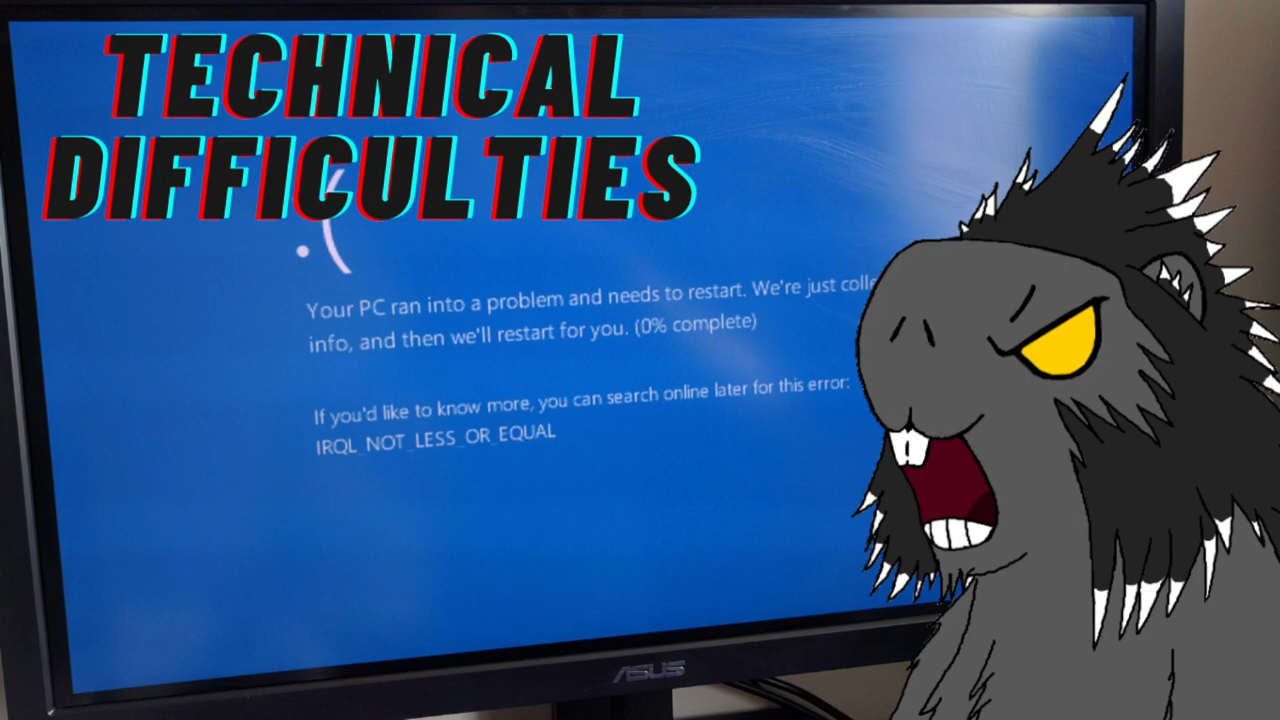 TECHNICAL
DIFFICULTIES
:(
Your PC ran into a problem and needs to restart. We're just colle
info, and then we'll restart for you. (0% complete)
If you'd like to know more, you can search online later for this error:
IRQL_NOT_LESS_OR_EQUAL
ASUS